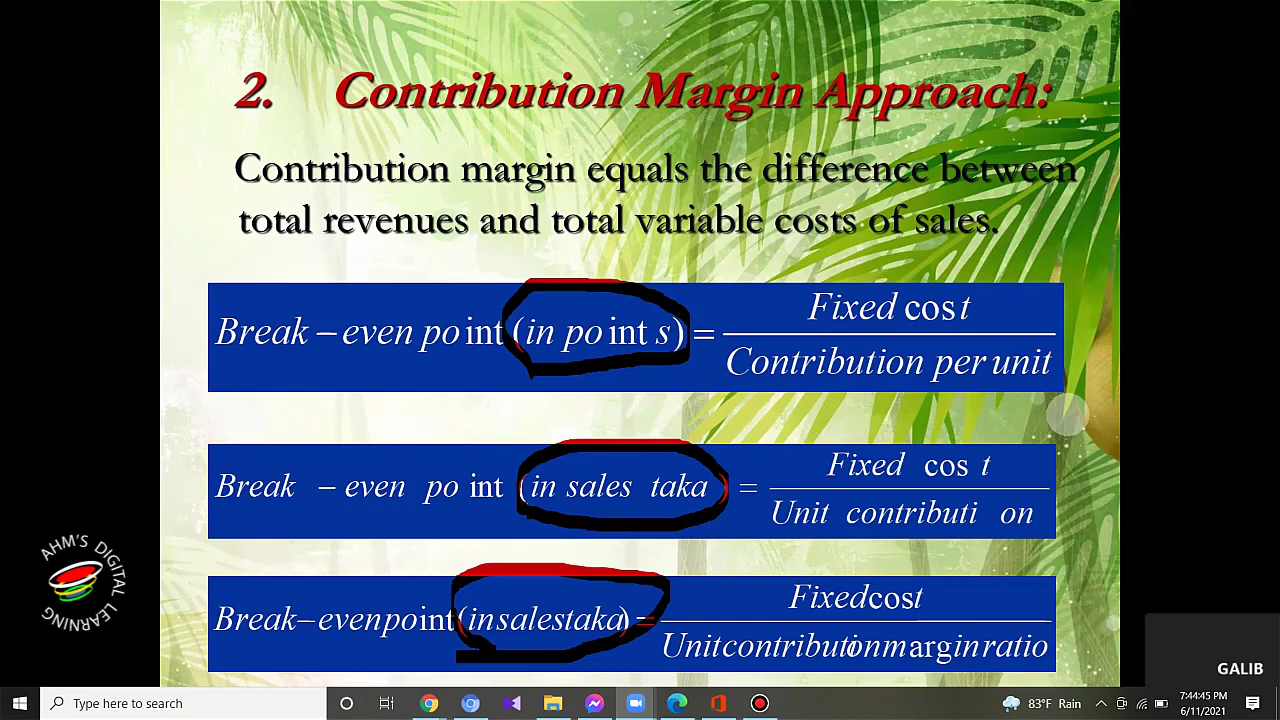 2. Contribution Margin Approach:
Contribution margin equals the difference between
total revenues and total variable costs of sales.
Break – even point (in points) = Fixed cost / Contribution per unit
Break – even point (in sales taka) = Fixed cost / Unit contribution
Break–evenpoint(insalestaka) = Fixedcost / Unitcontributionmarginratio
AHM'S DIGITAL LEARNING
GALIB
Type here to search
83°F Rain
7:44:45 PM
6/11/2021